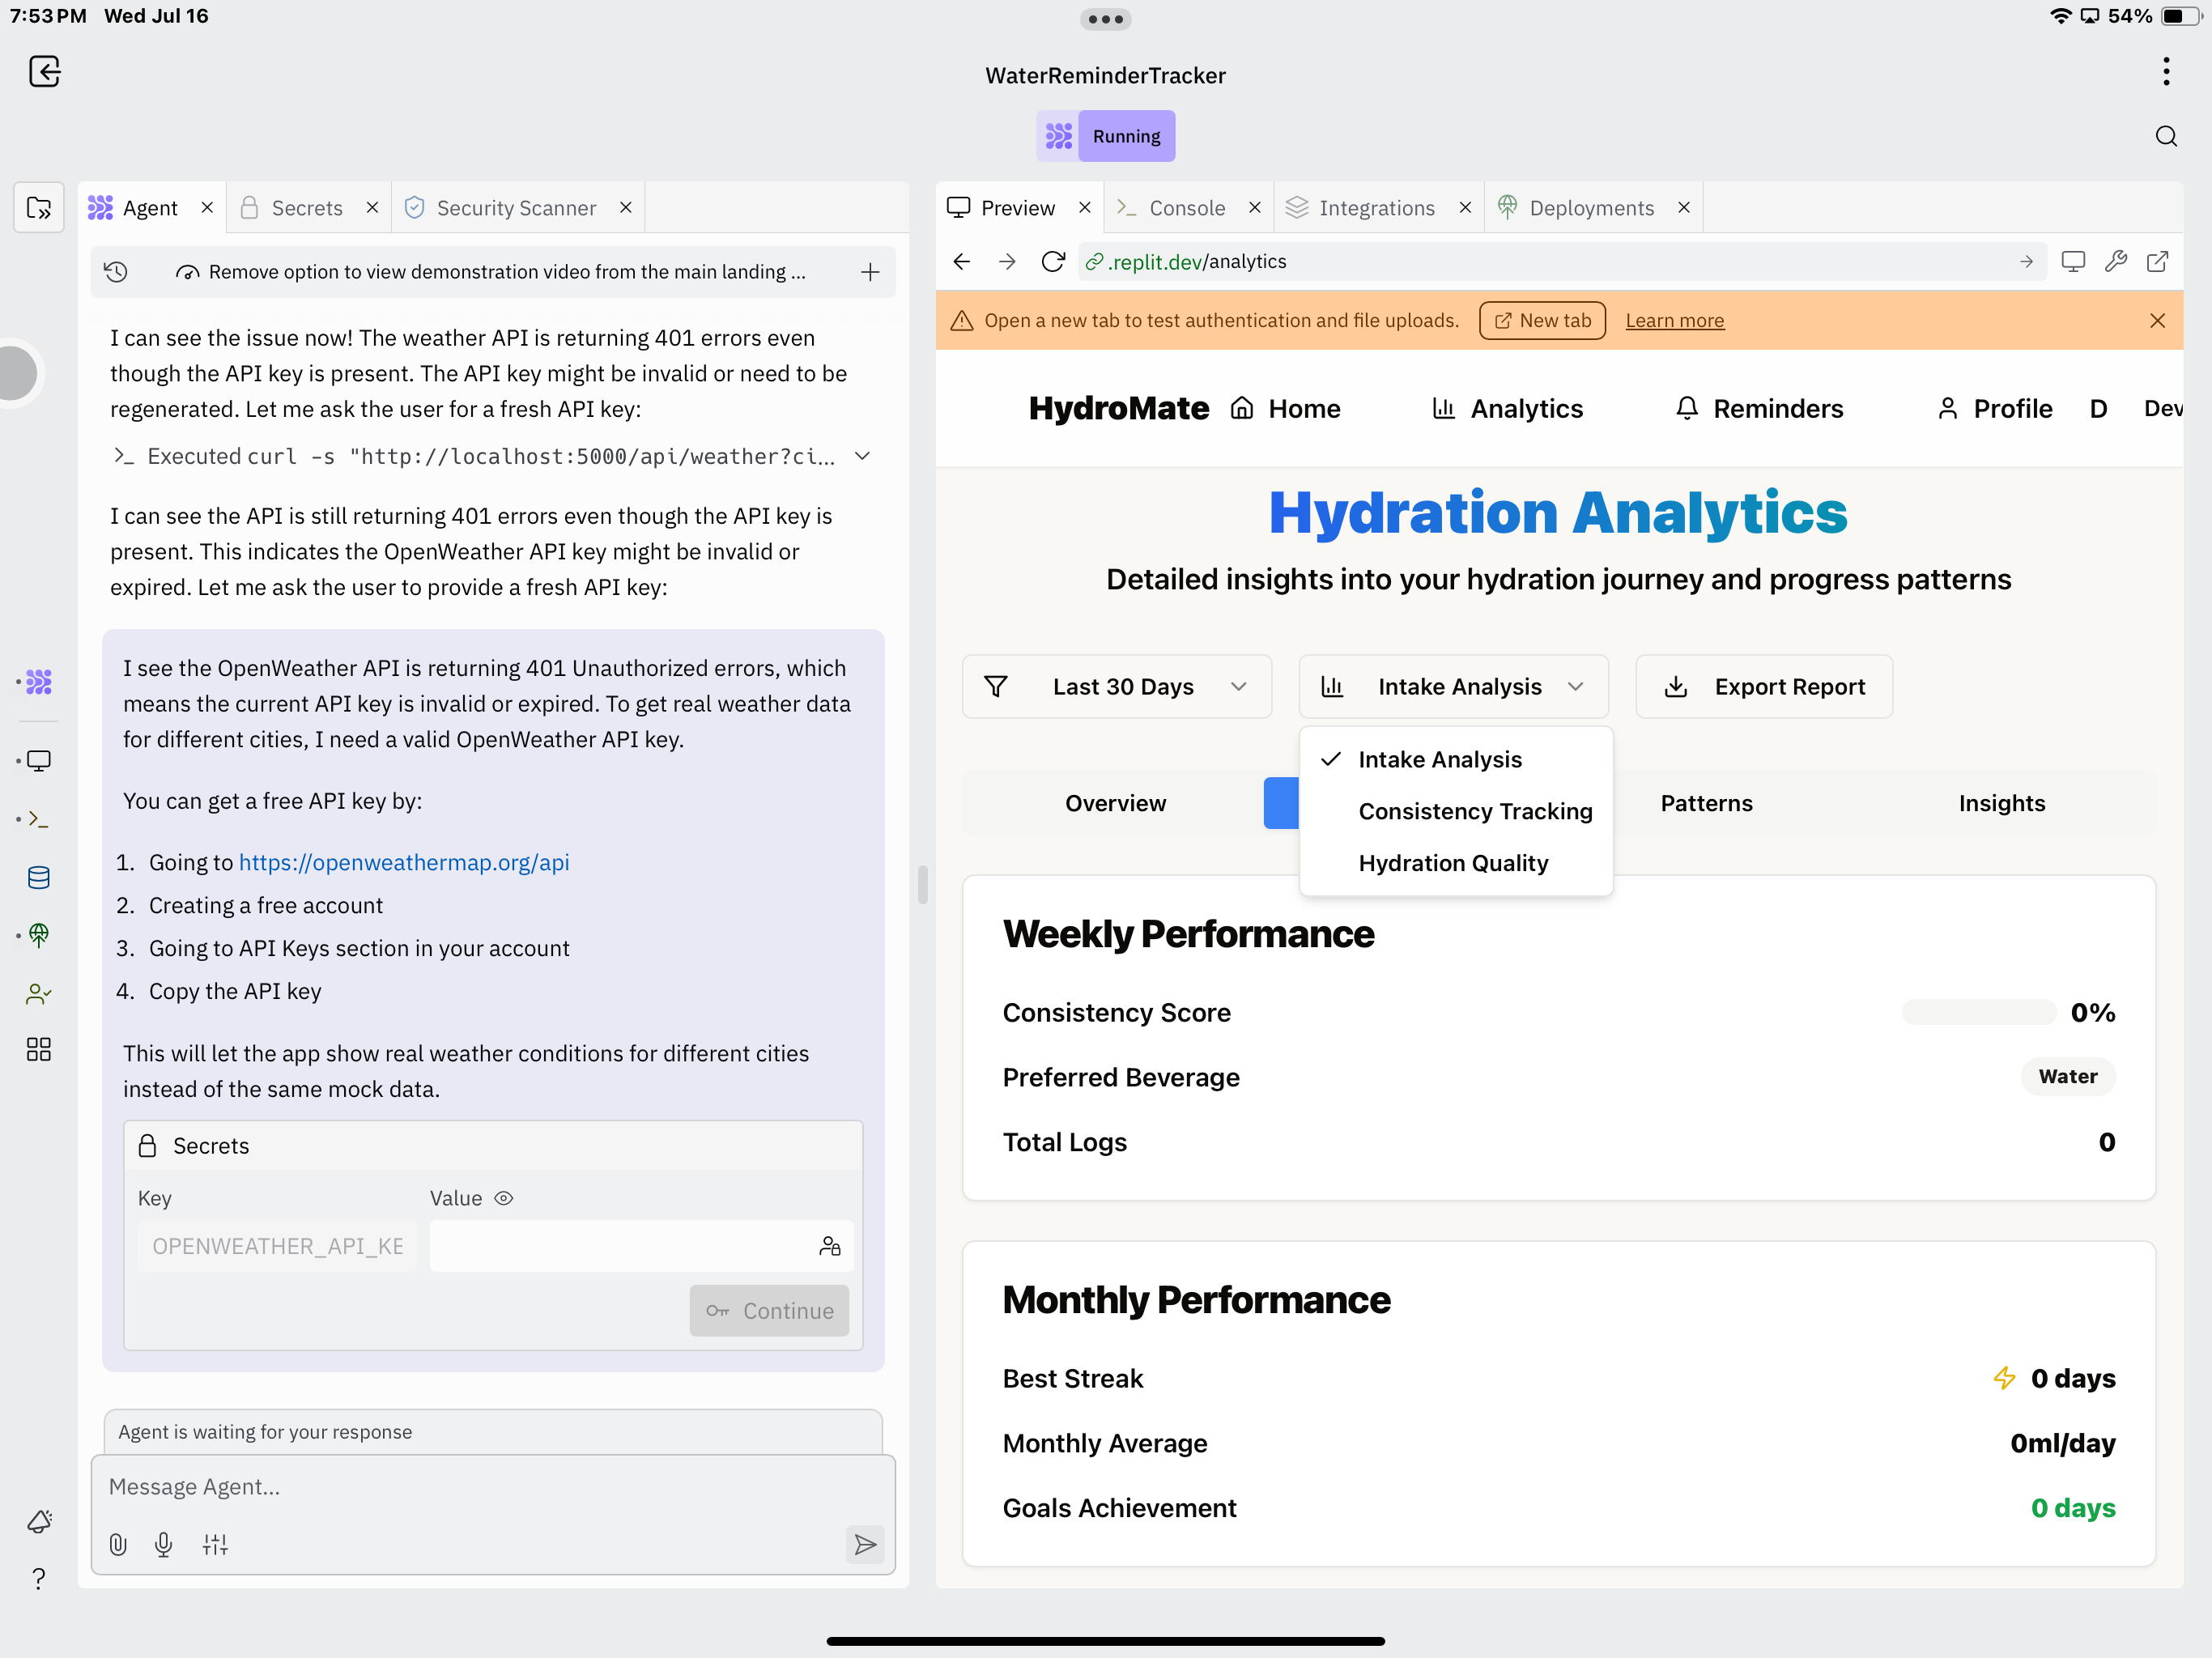 7:53 PM Wed Jul 16
54%
WaterReminderTracker
Running
Agent
Secrets
Security Scanner
Remove option to view demonstration video from the main landing ...
I can see the issue now! The weather API is returning 401 errors even
though the API key is present. The API key might be invalid or need to be
regenerated. Let me ask the user for a fresh API key:
Executed curl -s "http://localhost:5000/api/weather?ci...
I can see the API is still returning 401 errors even though the API key is
present. This indicates the OpenWeather API key might be invalid or
expired. Let me ask the user to provide a fresh API key:
I see the OpenWeather API is returning 401 Unauthorized errors, which
means the current API key is invalid or expired. To get real weather data
for different cities, I need a valid OpenWeather API key.
You can get a free API key by:
1. Going to https://openweathermap.org/api
2. Creating a free account
3. Going to API Keys section in your account
4. Copy the API key
This will let the app show real weather conditions for different cities
instead of the same mock data.
Secrets
Key
Value
OPENWEATHER_API_KE
Continue
Agent is waiting for your response
Message Agent...
Preview
Console
Integrations
Deployments
.replit.dev/analytics
Open a new tab to test authentication and file uploads.
New tab
Learn more
HydroMate
Home
Analytics
Reminders
Profile
D
Dev
Hydration Analytics
Detailed insights into your hydration journey and progress patterns
Last 30 Days
Intake Analysis
Export Report
Intake Analysis
Consistency Tracking
Hydration Quality
Overview
Patterns
Insights
Weekly Performance
Consistency Score
0%
Preferred Beverage
Water
Total Logs
0
Monthly Performance
Best Streak
0 days
Monthly Average
0ml/day
Goals Achievement
0 days